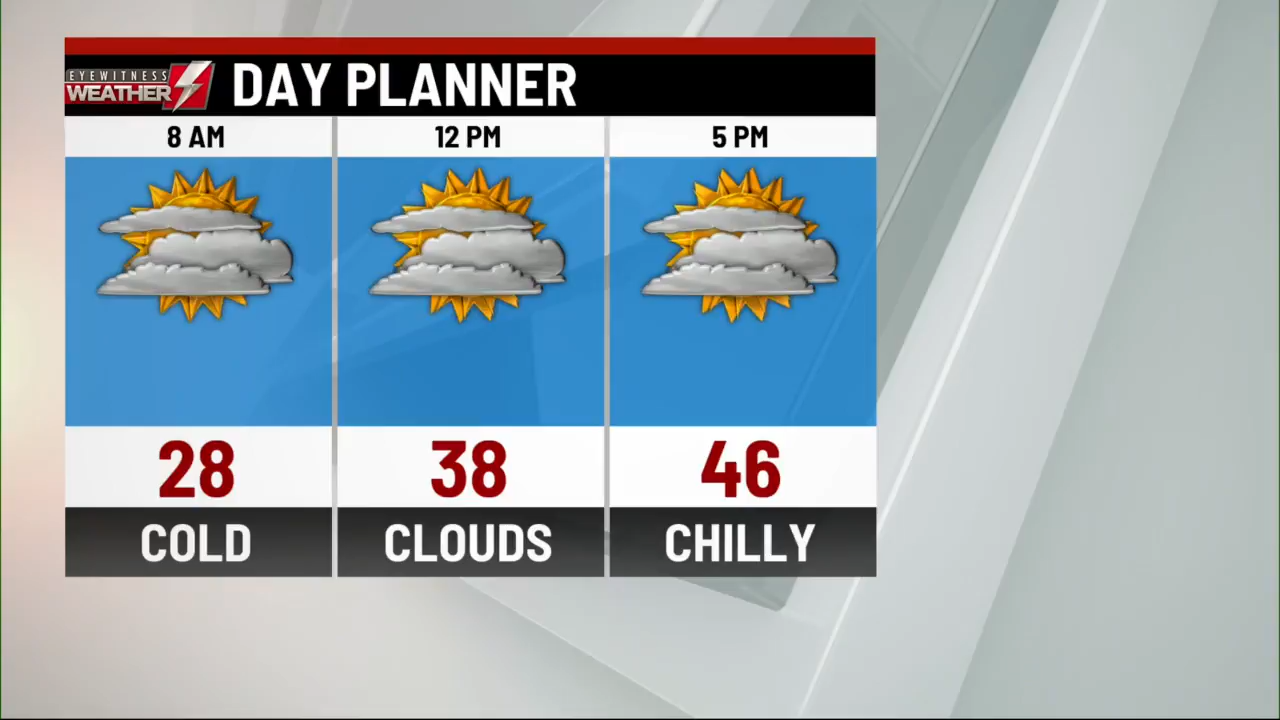 EYEWITNESS
WEATHER
DAY PLANNER
8 AM
12 PM
5 PM
28
38
46
COLD
CLOUDS
CHILLY